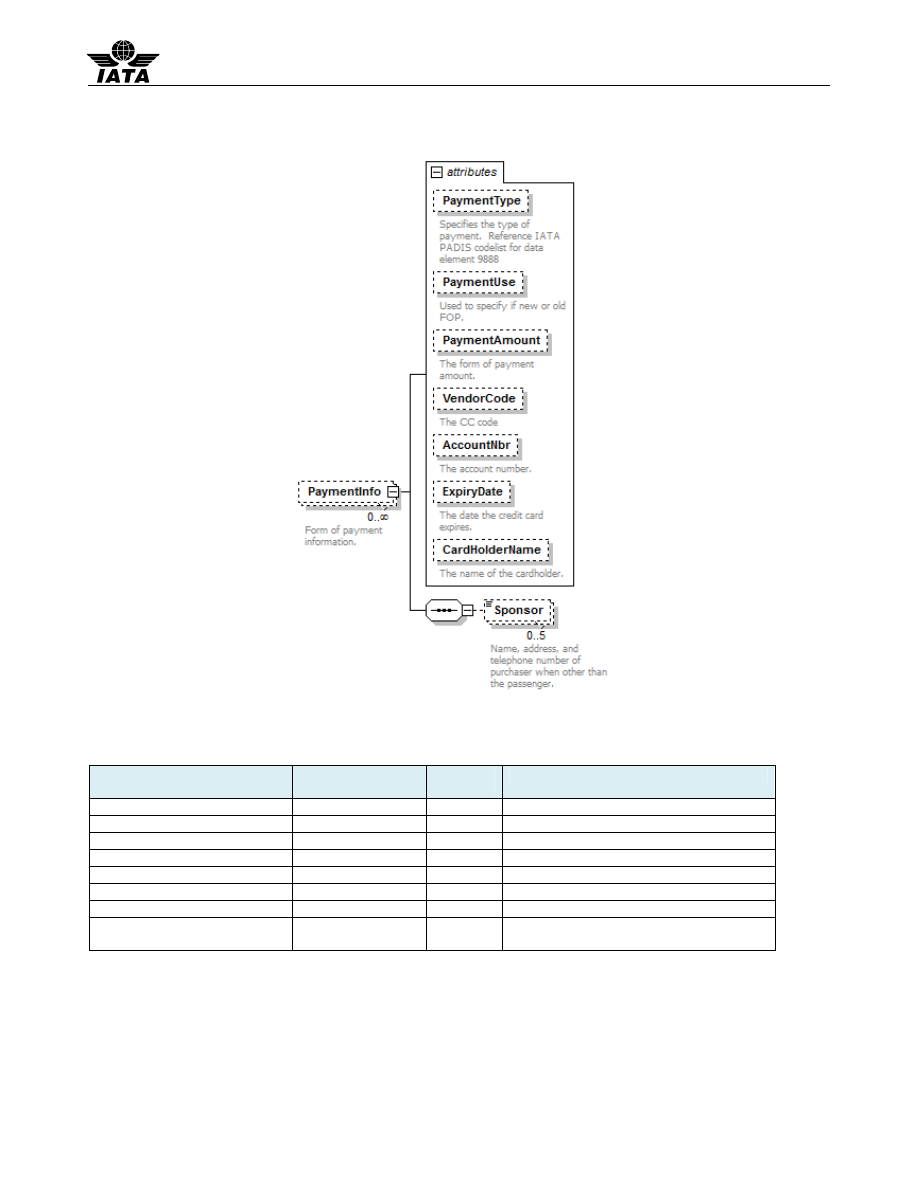 IATA
attributes
PaymentType
Specifies the type of
payment.  Reference IATA
PADIS codelist for data
element 9888
PaymentUse
Used to specify if new or old
FOP.
PaymentAmount
The form of payment
amount.
VendorCode
The CC code
AccountNbr
The account number.
ExpiryDate
The date the credit card
expires.
CardHolderName
The name of the cardholder.
PaymentInfo
0..∞
Form of payment
information.
Sponsor
0..5
Name, address, and
telephone number of
purchaser when other than
the passenger.